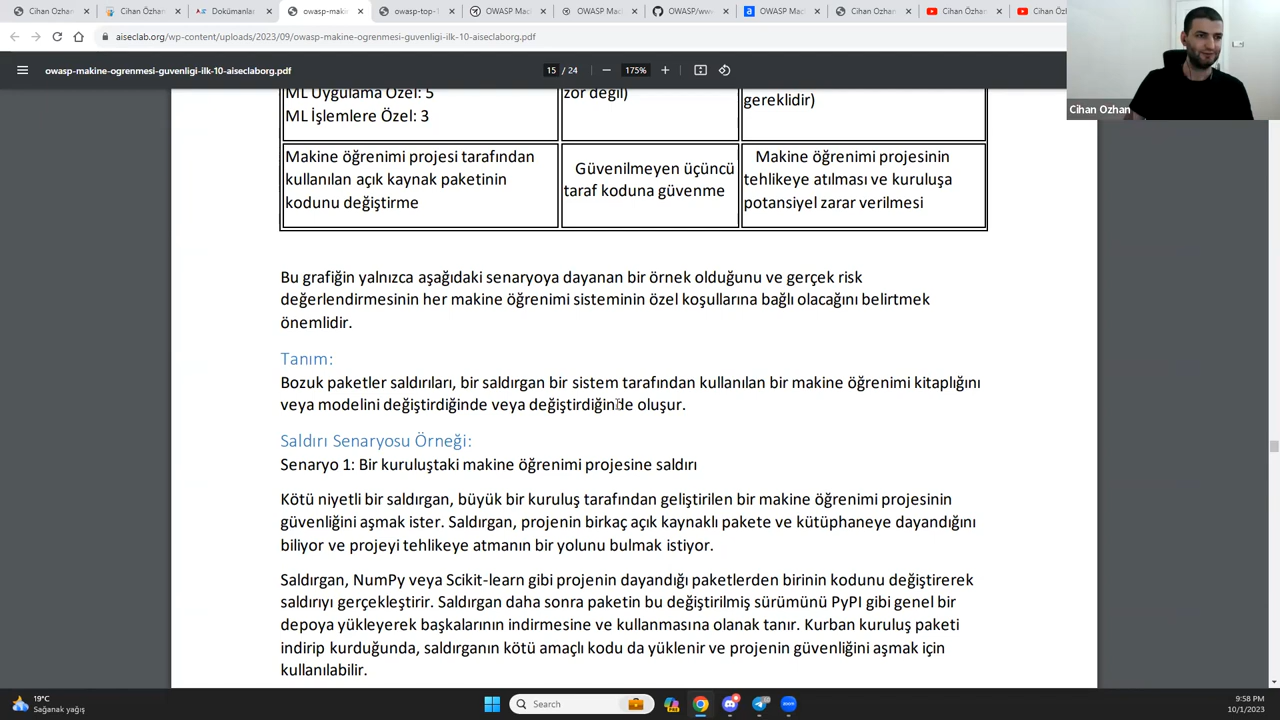 Cihan Özhan
Cihan Özhan
Dokümanlar
owasp-maki
owasp-top-1
OWASP Mach
OWASP Mac
OWASP/ww
OWASP Mac
Cihan Özhan
Cihan Özhan
Cihan Öz
aiseclab.org/wp-content/uploads/2023/09/owasp-makine-ogrenmesi-guvenligi-ilk-10-aiseclaborg.pdf
owasp-makine-ogrenmesi-guvenligi-ilk-10-aiseclaborg.pdf
15 / 24
175%
Cihan Ozhan
ML Uygulama Özel: 5
ML İşlemlere Özel: 3
zor değil)
gereklidir)
Makine öğrenimi projesi tarafından
kullanılan açık kaynak paketinin
kodunu değiştirme
Güvenilmeyen üçüncü
taraf koduna güvenme
Makine öğrenimi projesinin
tehlikeye atılması ve kuruluşa
potansiyel zarar verilmesi
Bu grafiğin yalnızca aşağıdaki senaryoya dayanan bir örnek olduğunu ve gerçek risk
değerlendirmesinin her makine öğrenimi sisteminin özel koşullarına bağlı olacağını belirtmek
önemlidir.
Tanım:
Bozuk paketler saldırıları, bir saldırgan bir sistem tarafından kullanılan bir makine öğrenimi kitaplığını
veya modelini değiştirdiğinde veya değiştirdiğinde oluşur.
Saldırı Senaryosu Örneği:
Senaryo 1: Bir kuruluştaki makine öğrenimi projesine saldırı
Kötü niyetli bir saldırgan, büyük bir kuruluş tarafından geliştirilen bir makine öğrenimi projesinin
güvenliğini aşmak ister. Saldırgan, projenin birkaç açık kaynaklı pakete ve kütüphaneye dayandığını
biliyor ve projeyi tehlikeye atmanın bir yolunu bulmak istiyor.
Saldırgan, NumPy veya Scikit-learn gibi projenin dayandığı paketlerden birinin kodunu değiştirerek
saldırıyı gerçekleştirir. Saldırgan daha sonra paketin bu değiştirilmiş sürümünü PyPI gibi genel bir
depoya yükleyerek başkalarının indirmesine ve kullanmasına olanak tanır. Kurban kuruluş paketi
indirip kurduğunda, saldırganın kötü amaçlı kodu da yüklenir ve projenin güvenliğini aşmak için
kullanılabilir.
19°C
Sağanak yağış
Search
9:58 PM
10/1/2023